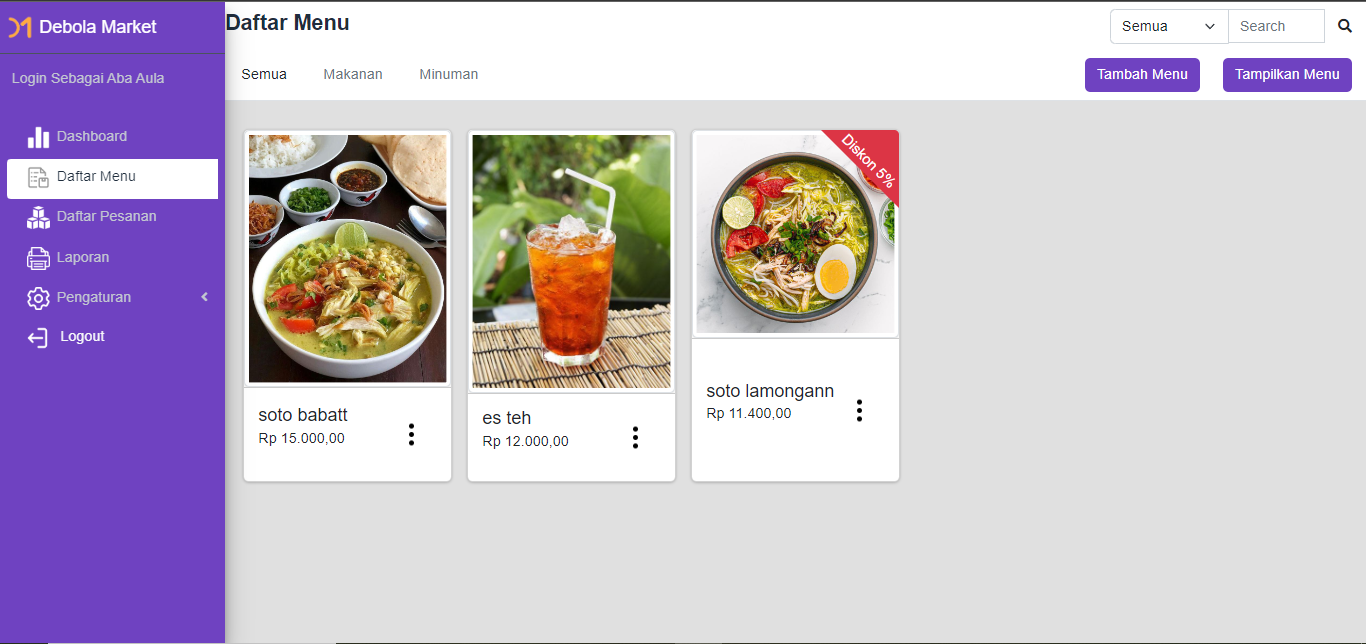 Debola Market
Login Sebagai Aba Aula
Dashboard
Daftar Menu
Daftar Pesanan
Laporan
Pengaturan
Logout
Daftar Menu
Semua
Search
Semua
Makanan
Minuman
Tambah Menu
Tampilkan Menu
soto babatt
Rp 15.000,00
es teh
Rp 12.000,00
Diskon 5%
soto lamongann
Rp 11.400,00